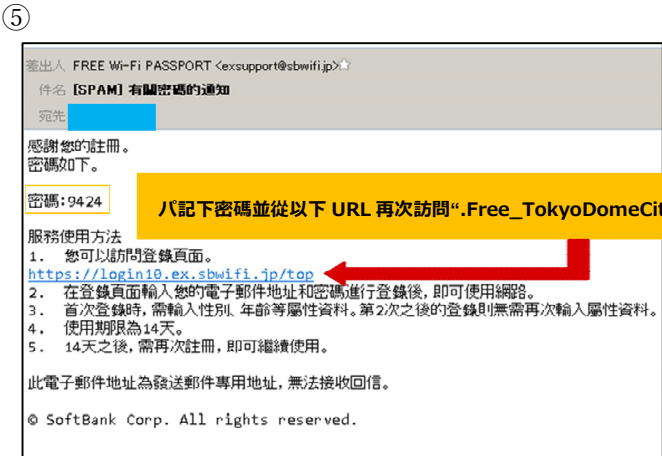 ⑤
差出人 FREE Wi-Fi PASSPORT <exsupport@sbwifi.jp>☆
件名 [SPAM] 有關密碼的通知
宛先
感謝您的註冊。
密碼如下。
密碼:9424
パ記下密碼並從以下 URL 再次訪問“.Free_TokyoDomeCit
服務使用方法
1. 您可以訪問登錄頁面。
https://login10.ex.sbwifi.jp/top
2. 在登錄頁面輸入您的電子郵件地址和密碼進行登錄後,即可使用網路。
3. 首次登錄時,需輸入性別、年齡等屬性資料。第2次之後的登錄則無需再次輸入屬性資料。
4. 使用期限為14天。
5. 14天之後,需再次註冊,即可繼續使用。
此電子郵件地址為發送郵件專用地址,無法接收回信。
© SoftBank Corp. All rights reserved.